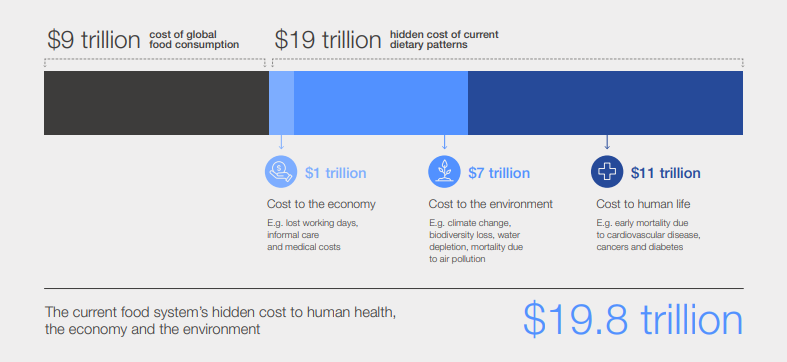 $9 trillion cost of global
food consumption
$19 trillion hidden cost of current
dietary patterns
$1 trillion
Cost to the economy
E.g. lost working days,
informal care
and medical costs
$7 trillion
Cost to the environment
E.g. climate change,
biodiversity loss, water
depletion, mortality due
to air pollution
$11 trillion
Cost to human life
E.g. early mortality due
to cardiovascular disease,
cancers and diabetes
The current food system's hidden cost to human health,
the economy and the environment
$19.8 trillion